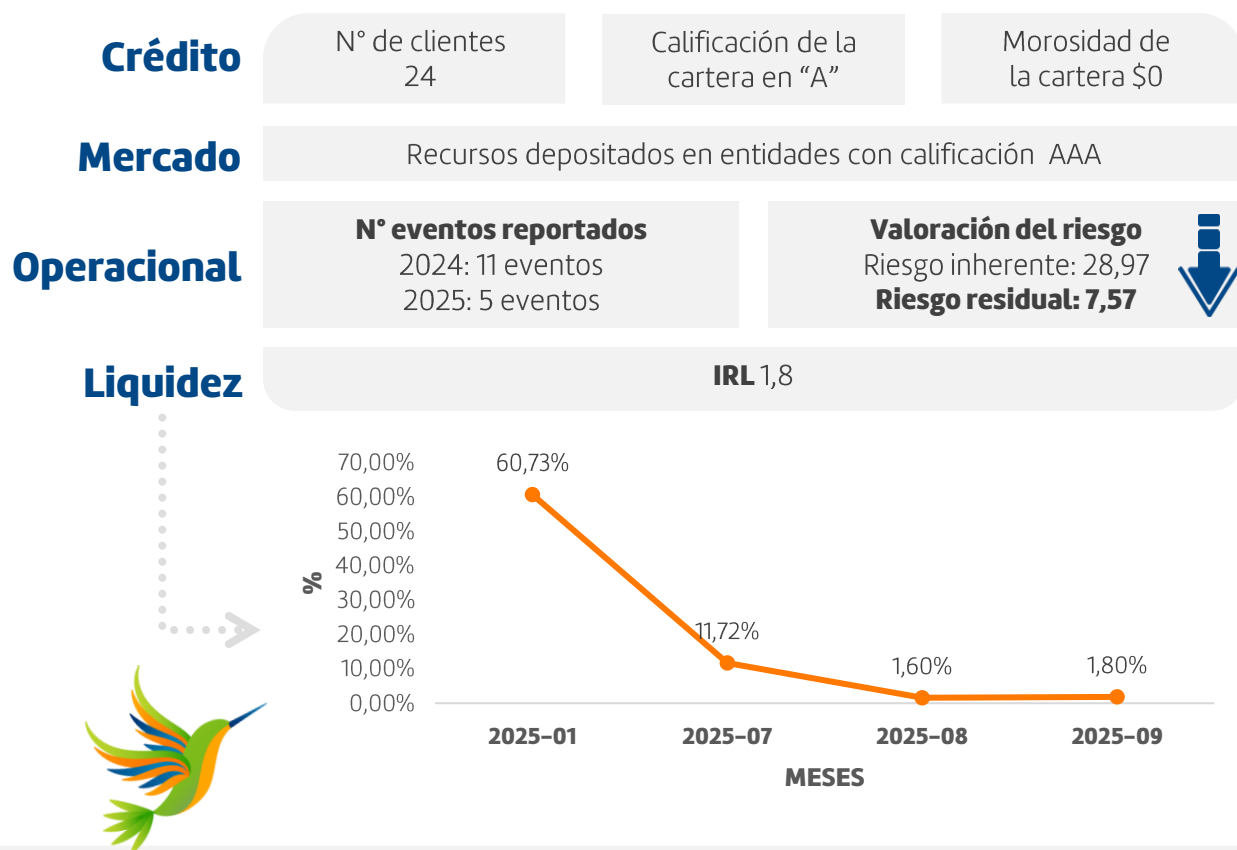 Crédito
N° de clientes
24
Calificación de la
cartera en “A”
Morosidad de
la cartera $0
Mercado
Recursos depositados en entidades con calificación AAA
Operacional
N° eventos reportados
2024: 11 eventos
2025: 5 eventos
Valoración del riesgo
Riesgo inherente: 28,97
Riesgo residual: 7,57
Liquidez
IRL 1,8
70,00%
60,00%
50,00%
40,00%
30,00%
20,00%
10,00%
0,00%
%
60,73%
11,72%
1,60%
1,80%
2025-01
2025-07
2025-08
2025-09
MESES